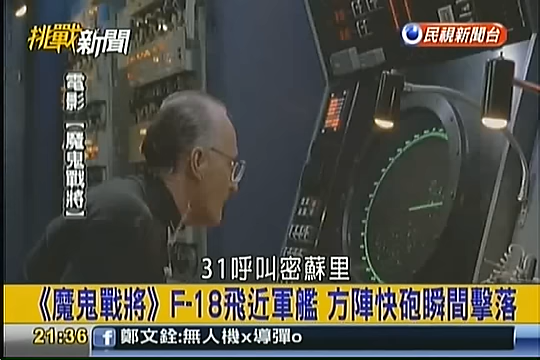 挑戰新聞
民視新聞台
電影【魔鬼戰將】
31呼叫密蘇里
《魔鬼戰將》F-18飛近軍艦 方陣快砲瞬間擊落
21:36 f 鄭文銓:無人機x導彈o